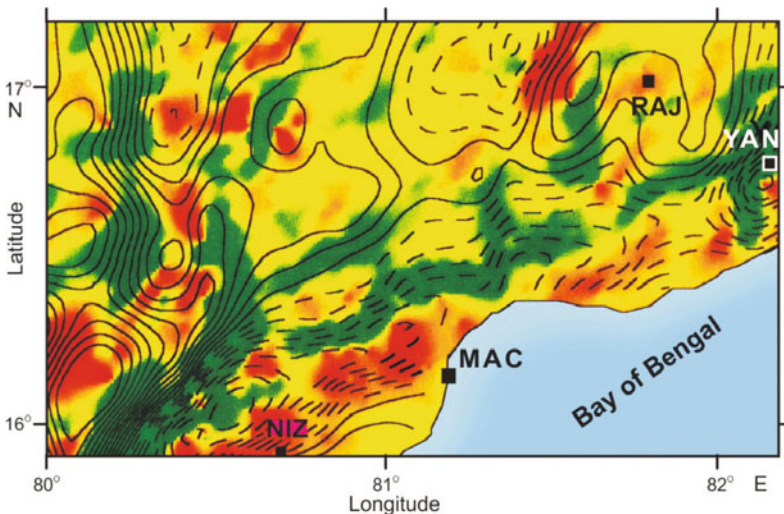 17°
N
RAJ
YAN
Latitude
MAC
Bay of Bengal
16°
NIZ
80°
81°
82°
E
Longitude